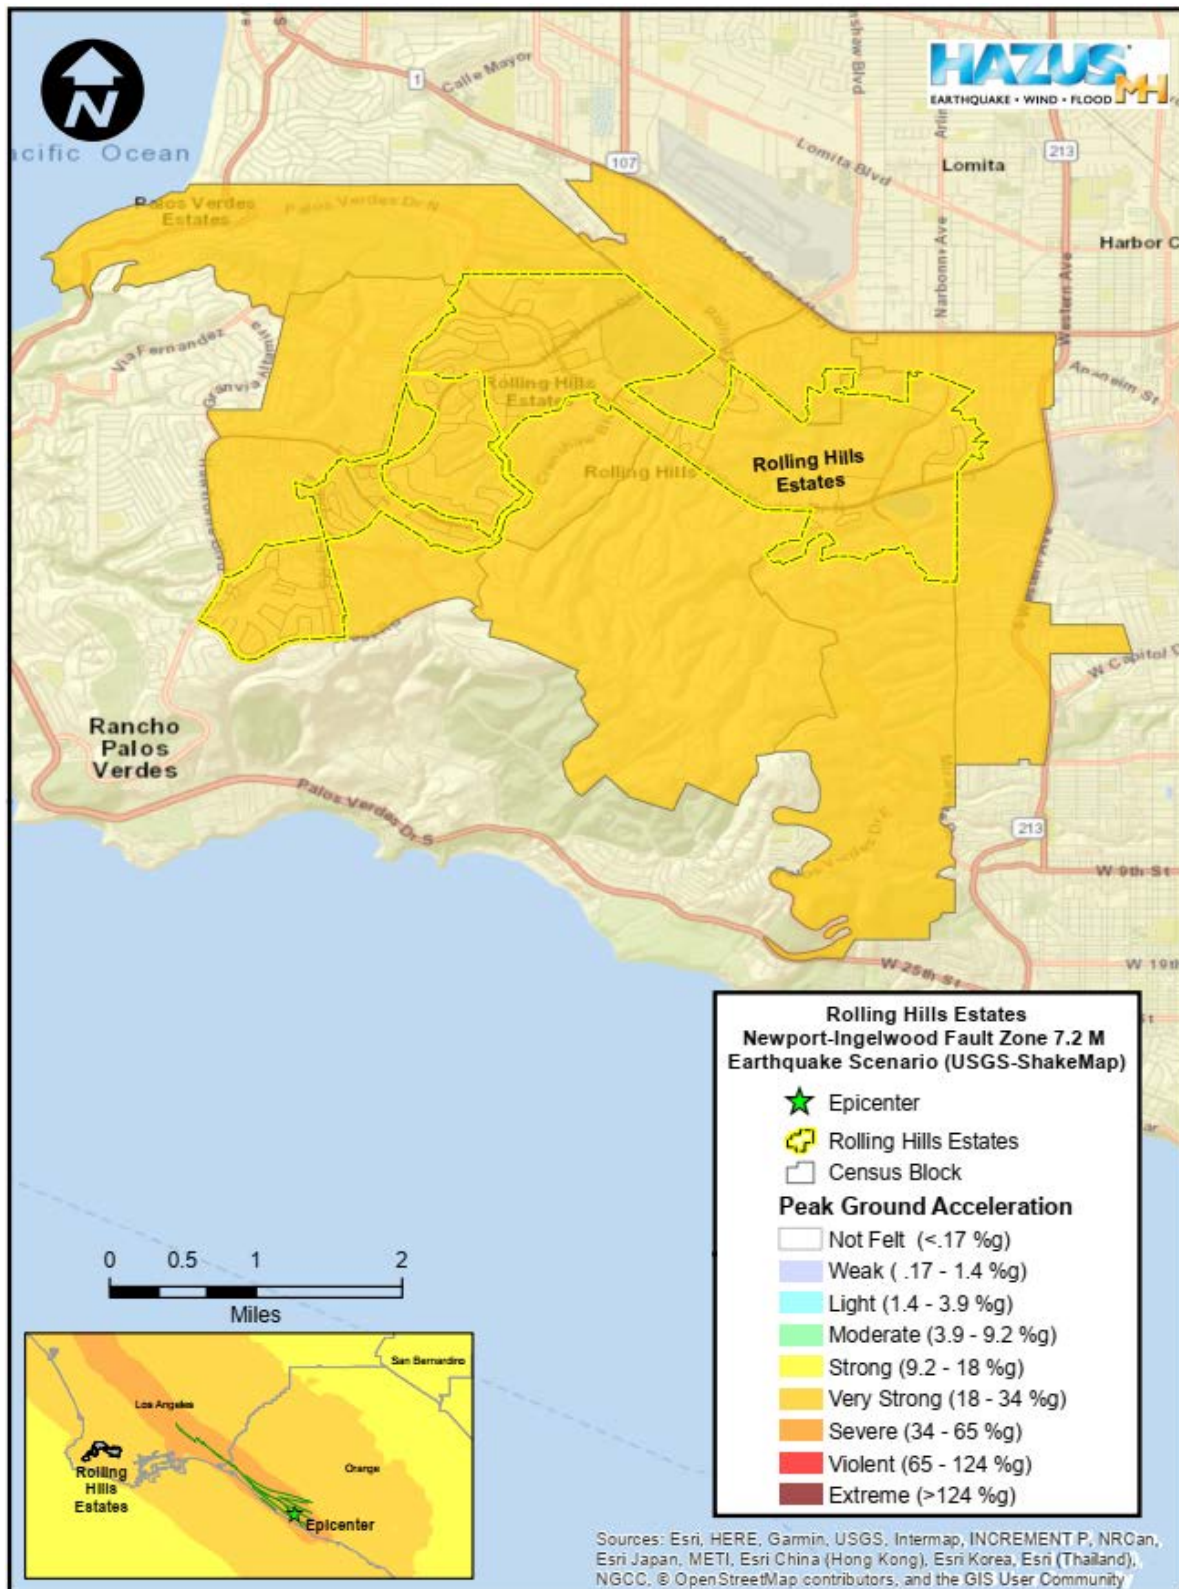 1
Calle Mayor
HAZUS MH
EARTHQUAKE • WIND • FLOOD
acific Ocean
107
Lomita Blvd
Lomita
213
Palos Verdes
Estates
Palos Verdes Dr N
Narbonne Ave
Harbor C
Western Ave
Via Fernandez
Anaheim St
Rolling Hills
Estates
Rolling Hills
Rolling Hills
Estates
W Capitol D
Rancho
Palos
Verdes
Palos Verdes Dr S
213
W 9th St
W 25th St
W 19th
Rolling Hills Estates
Newport-Ingelwood Fault Zone 7.2 M
Earthquake Scenario (USGS-ShakeMap)
Epicenter
Rolling Hills Estates
Census Block
Peak Ground Acceleration
Not Felt (<.17 %g)
Weak ( .17 - 1.4 %g)
Light (1.4 - 3.9 %g)
Moderate (3.9 - 9.2 %g)
Strong (9.2 - 18 %g)
Very Strong (18 - 34 %g)
Severe (34 - 65 %g)
Violent (65 - 124 %g)
Extreme (>124 %g)
0 0.5 1 2
Miles
San Bernardino
Los Angeles
Orange
Rolling
Hills
Estates
Epicenter
Sources: Esri, HERE, Garmin, USGS, Intermap, INCREMENT P, NRCan,
Esri Japan, METI, Esri China (Hong Kong), Esri Korea, Esri (Thailand),
NGCC, © OpenStreetMap contributors, and the GIS User Community